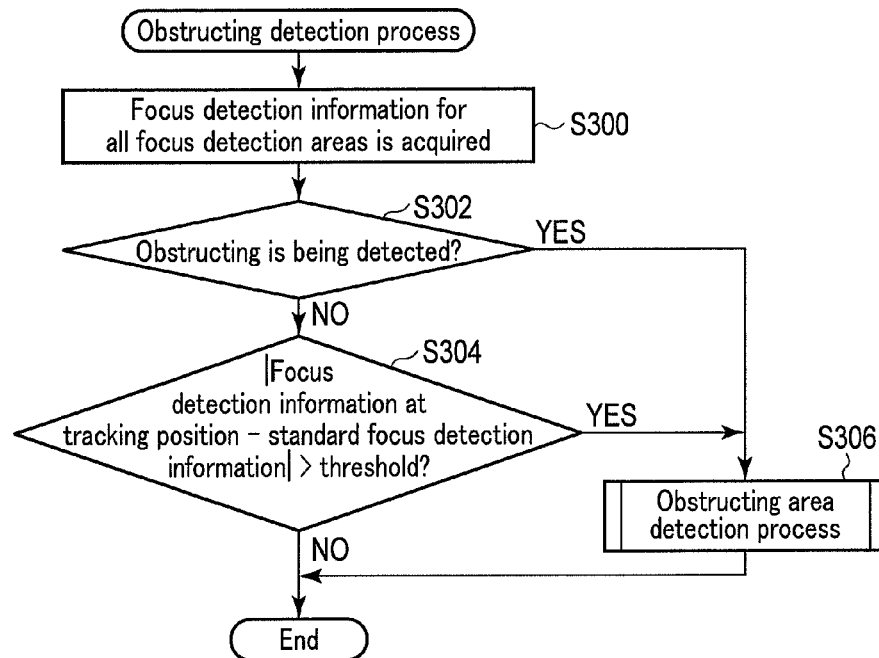 Obstructing detection process
Focus detection information for
all focus detection areas is acquired
S300
S302
Obstructing is being detected?
YES
NO
S304
|Focus
detection information at
tracking position – standard focus detection
information| > threshold?
YES
S306
Obstructing area
detection process
NO
End